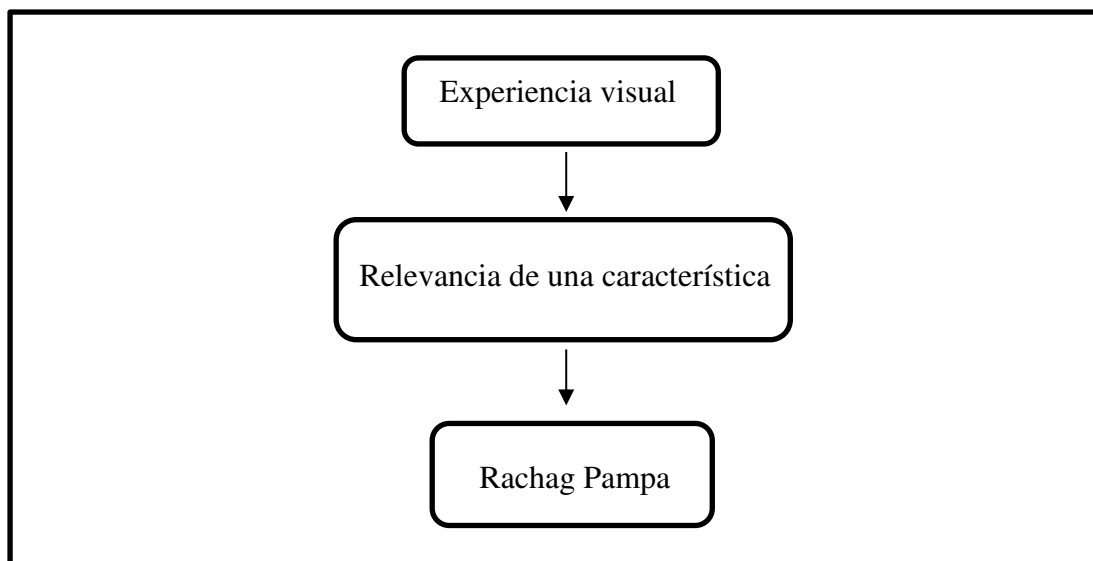 Experiencia visual
Relevancia de una característica
Rachag Pampa